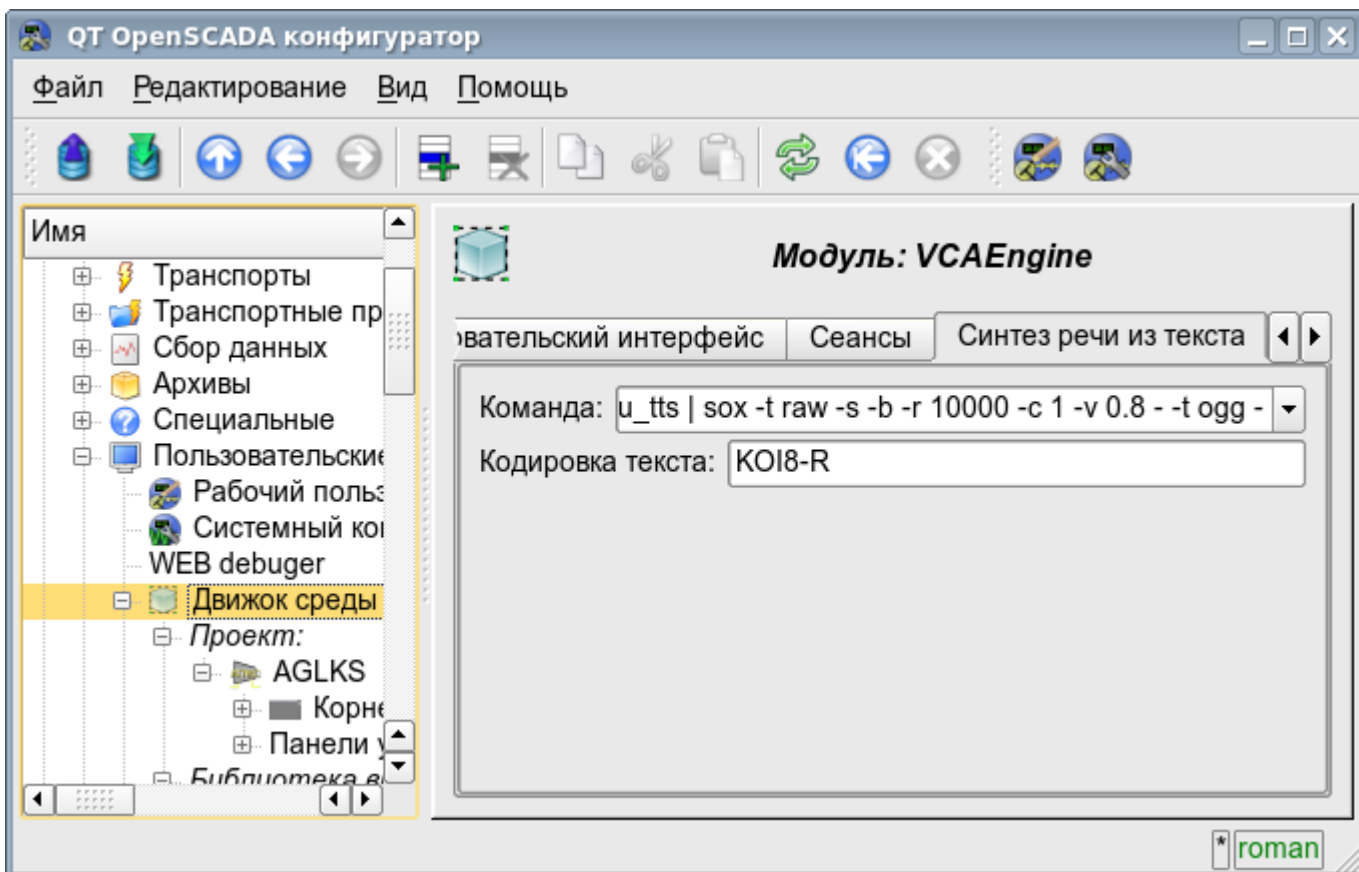 QT OpenSCADA конфигуратор
Файл Редактирование Вид Помощь
Имя
Транспорты
Транспортные пр
Сбор данных
Архивы
Специальные
Пользовательские
Рабочий польз
Системный ко
WEB debuger
Движок среды
Проект:
AGLKS
Корне
Панели у
Библиотека в
Модуль: VCAEngine
овательский интерфейс Сеансы Синтез речи из текста
Команда: u_tts | sox -t raw -s -b -r 10000 -c 1 -v 0.8 - -t ogg -
Кодировка текста: KOI8-R
* roman